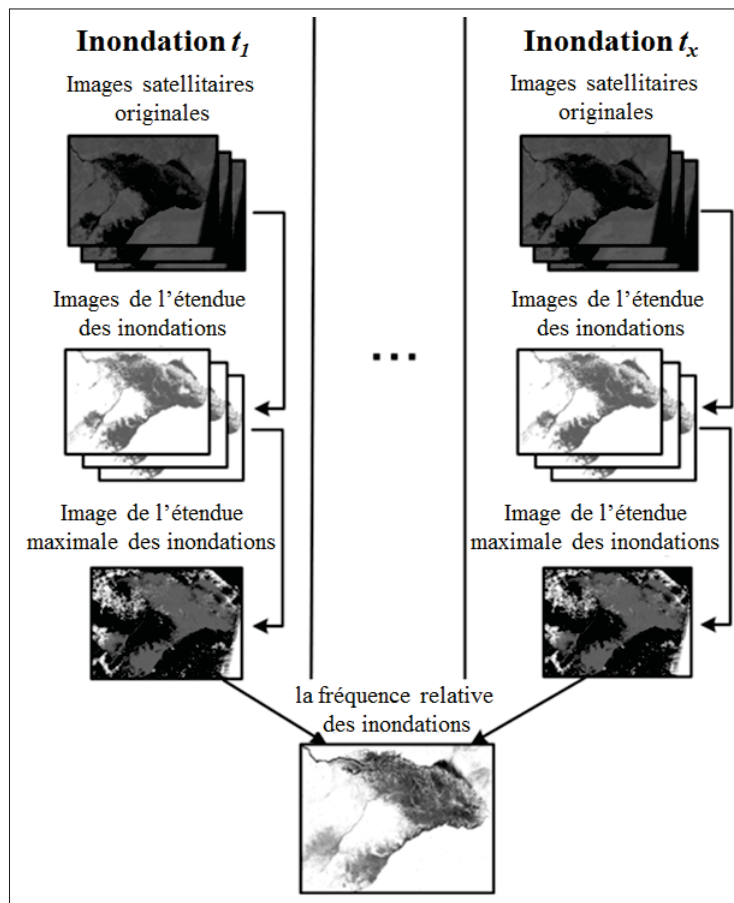 Inondation t₁
Images satellitaires
originales
Images de l’étendue
des inondations
Image de l’étendue
maximale des inondations
...
Inondation tₓ
Images satellitaires
originales
Images de l’étendue
des inondations
Image de l’étendue
maximale des inondations
la fréquence relative
des inondations